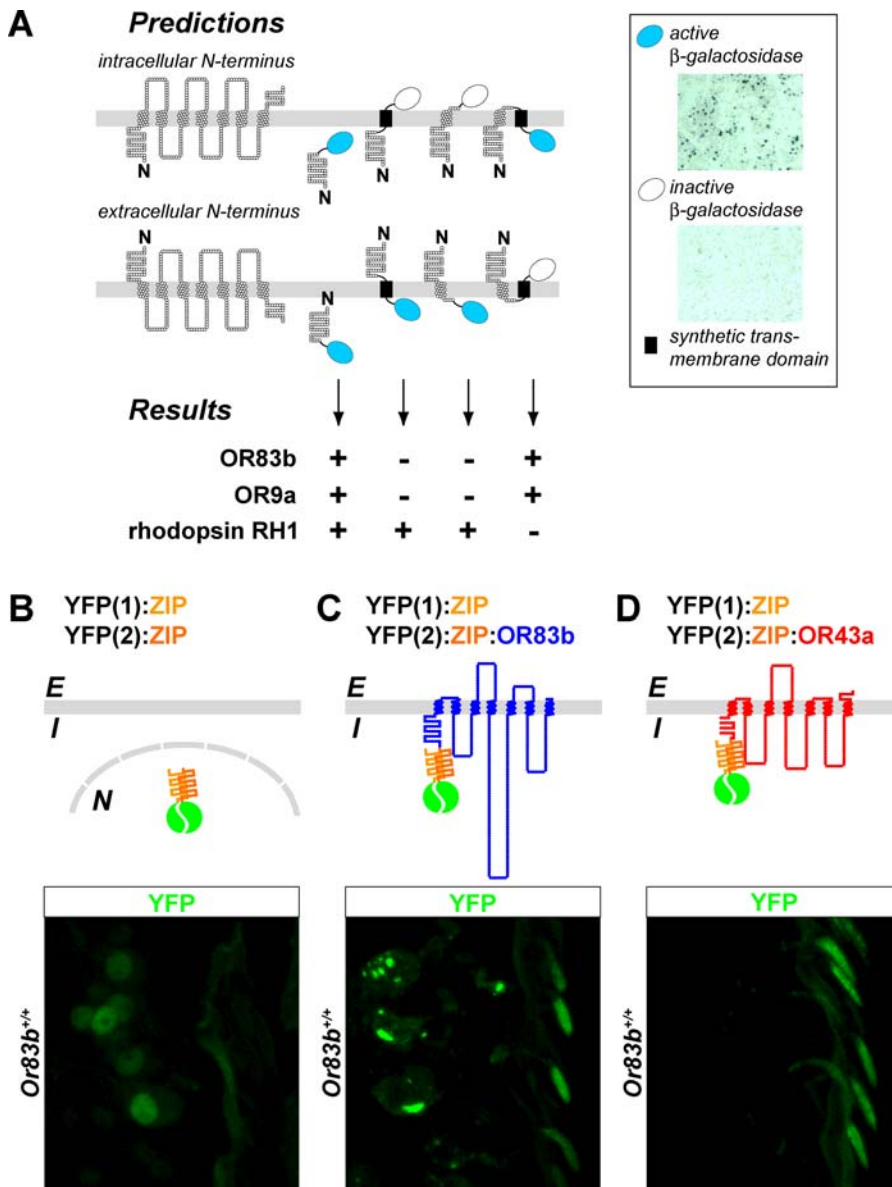 A
Predictions
intracellular N-terminus
N
N
N
N
N
extracellular N-terminus
N
N
N
N
N
Results
OR83b + - - +
OR9a + - - +
rhodopsin RH1 + + + -
active
β-galactosidase
inactive
β-galactosidase
synthetic trans-
membrane domain
B
YFP(1):ZIP
YFP(2):ZIP
E
I
N
YFP
Or83b+/+
C
YFP(1):ZIP
YFP(2):ZIP:OR83b
E
I
YFP
Or83b+/+
D
YFP(1):ZIP
YFP(2):ZIP:OR43a
E
I
YFP
Or83b+/+